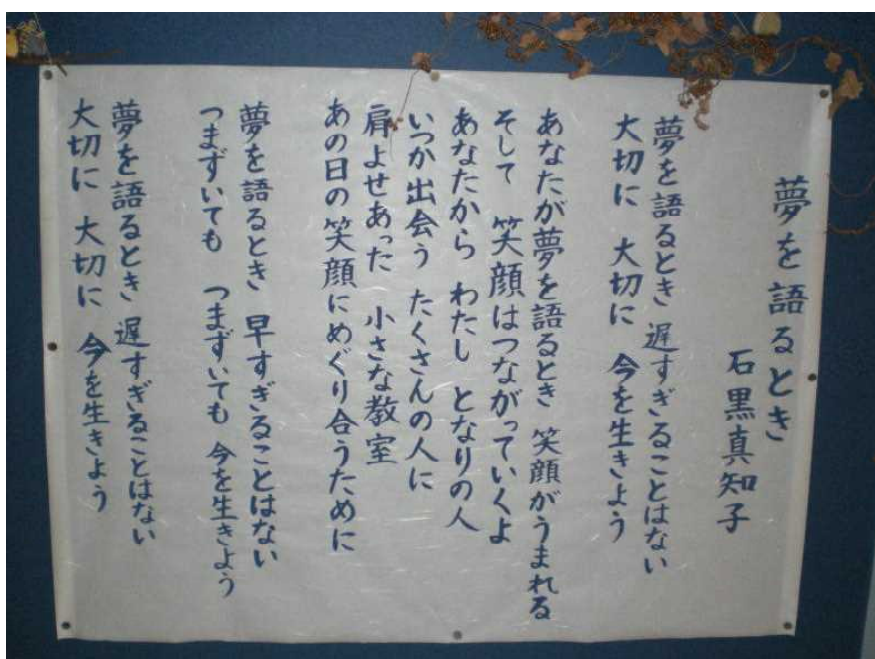 夢を語るとき
石黒真知子
夢を語るとき 遅すぎることはない
大切に 大切に 今を生きよう
あなたが夢を語るとき 笑顔がうまれる
そして 笑顔はつながっていくよ
あなたから わたし となりの人
いつか出会う たくさんの人に
肩よせあった 小さな教室
あの日の笑顔にめぐり合うために
夢を語るとき 早すぎることはない
つまずいても つまずいても 今を生きよう
夢を語るとき 遅すぎることはない
大切に 大切に 今を生きよう